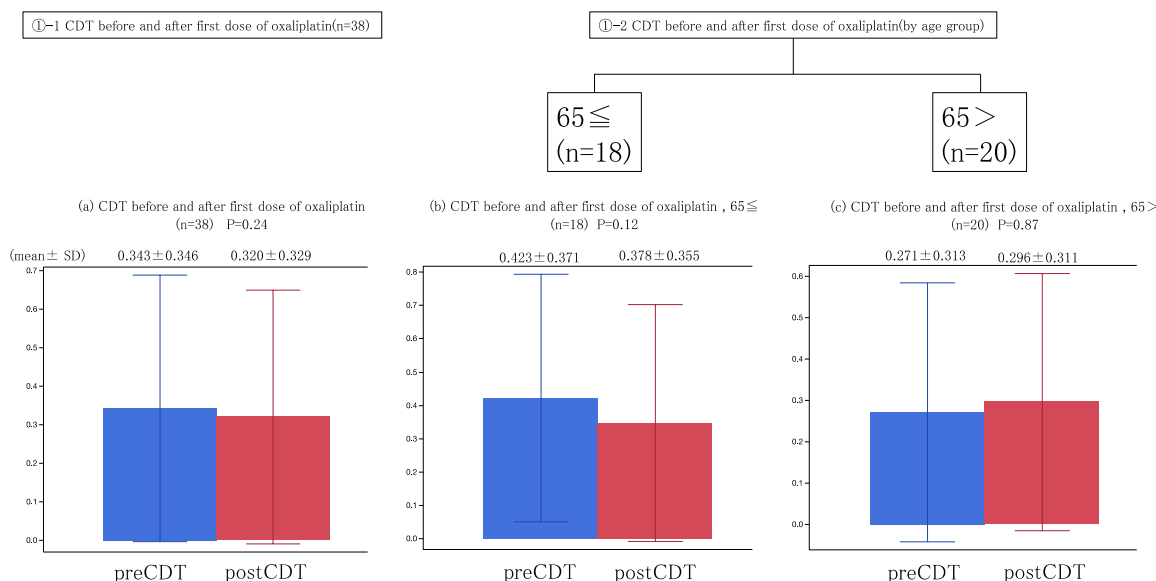 ①-1 CDT before and after first dose of oxaliplatin(n=38)
①-2 CDT before and after first dose of oxaliplatin(by age group)
65≦
(n=18)
65>
(n=20)
(a) CDT before and after first dose of oxaliplatin
(n=38) P=0.24
(b) CDT before and after first dose of oxaliplatin , 65≦
(n=18) P=0.12
(c) CDT before and after first dose of oxaliplatin , 65>
(n=20) P=0.87
(mean± SD)
0.343±0.346
0.320±0.329
0.7
0.6
0.5
0.4
0.3
0.2
0.1
0.0
preCDT
postCDT
0.423±0.371
0.378±0.355
0.8
0.7
0.6
0.5
0.4
0.3
0.2
0.1
0.0
preCDT
postCDT
0.271±0.313
0.296±0.311
0.6
0.5
0.4
0.3
0.2
0.1
0.0
preCDT
postCDT